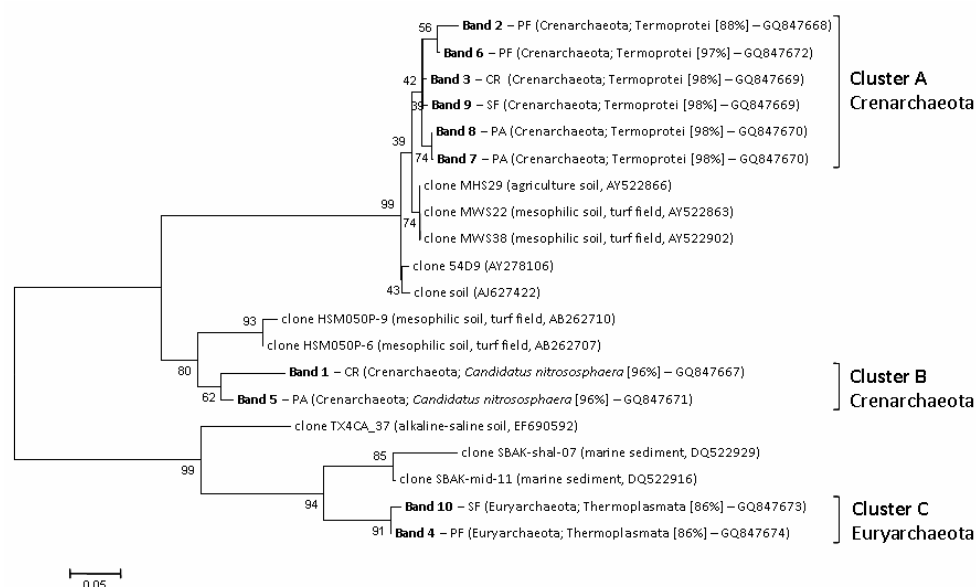 56
Band 2 – PF (Crenarchaeota; Termoprotei [88%] – GQ847668)
Band 6 – PF (Crenarchaeota; Termoprotei [97%] – GQ847672)
42
Band 3 – CR (Crenarchaeota; Termoprotei [98%] – GQ847669)
39
Band 9 – SF (Crenarchaeota; Termoprotei [98%] – GQ847669)
Band 8 – PA (Crenarchaeota; Termoprotei [98%] – GQ847670)
39
74
Band 7 – PA (Crenarchaeota; Termoprotei [98%] – GQ847670)
Cluster A
Crenarchaeota
clone MHS29 (agriculture soil, AY522866)
99
clone MWS22 (mesophilic soil, turf field, AY522863)
74
clone MWS38 (mesophilic soil, turf field, AY522902)
clone 54D9 (AY278106)
43
clone soil (AJ627422)
93
clone HSM050P-9 (mesophilic soil, turf field, AB262710)
clone HSM050P-6 (mesophilic soil, turf field, AB262707)
80
Band 1 – CR (Crenarchaeota; Candidatus nitrososphaera [96%] – GQ847667)
62
Band 5 – PA (Crenarchaeota; Candidatus nitrososphaera [96%] – GQ847671)
Cluster B
Crenarchaeota
clone TX4CA_37 (alkaline-saline soil, EF690592)
99
85
clone SBAK-shal-07 (marine sediment, DQ522929)
clone SBAK-mid-11 (marine sediment, DQ522916)
94
Band 10 – SF (Euryarchaeota; Thermoplasmata [86%] – GQ847673)
91
Band 4 – PF (Euryarchaeota; Thermoplasmata [86%] – GQ847674)
Cluster C
Euryarchaeota
0.05